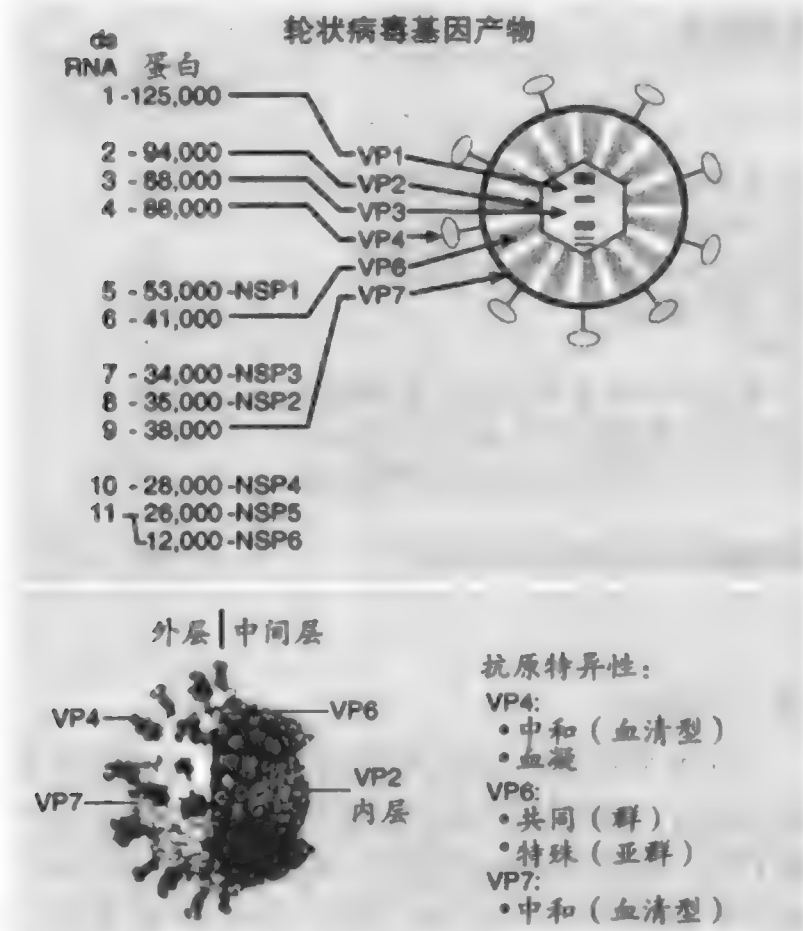 轮状病毒基因产物
ds
RNA 蛋白
1 -125,000
2 - 94,000
3 - 88,000
4 - 88,000
VP1
VP2
VP3
VP4
VP6
VP7
5 - 53,000 -NSP1
6 - 41,000
7 - 34,000 -NSP3
8 - 35,000 -NSP2
9 - 38,000
10 - 28,000 -NSP4
11 26,000 -NSP5
12,000 -NSP6
外层 中间层
VP4
VP6
VP7
VP2
内层
抗原特异性:
VP4:
•中和（血清型）
•血凝
VP6:
•共同（群）
•特殊（亚群）
VP7:
•中和（血清型）